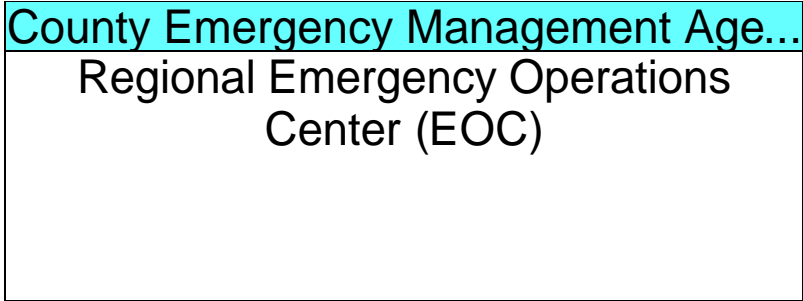 County Emergency Management Age...
Regional Emergency Operations
Center (EOC)